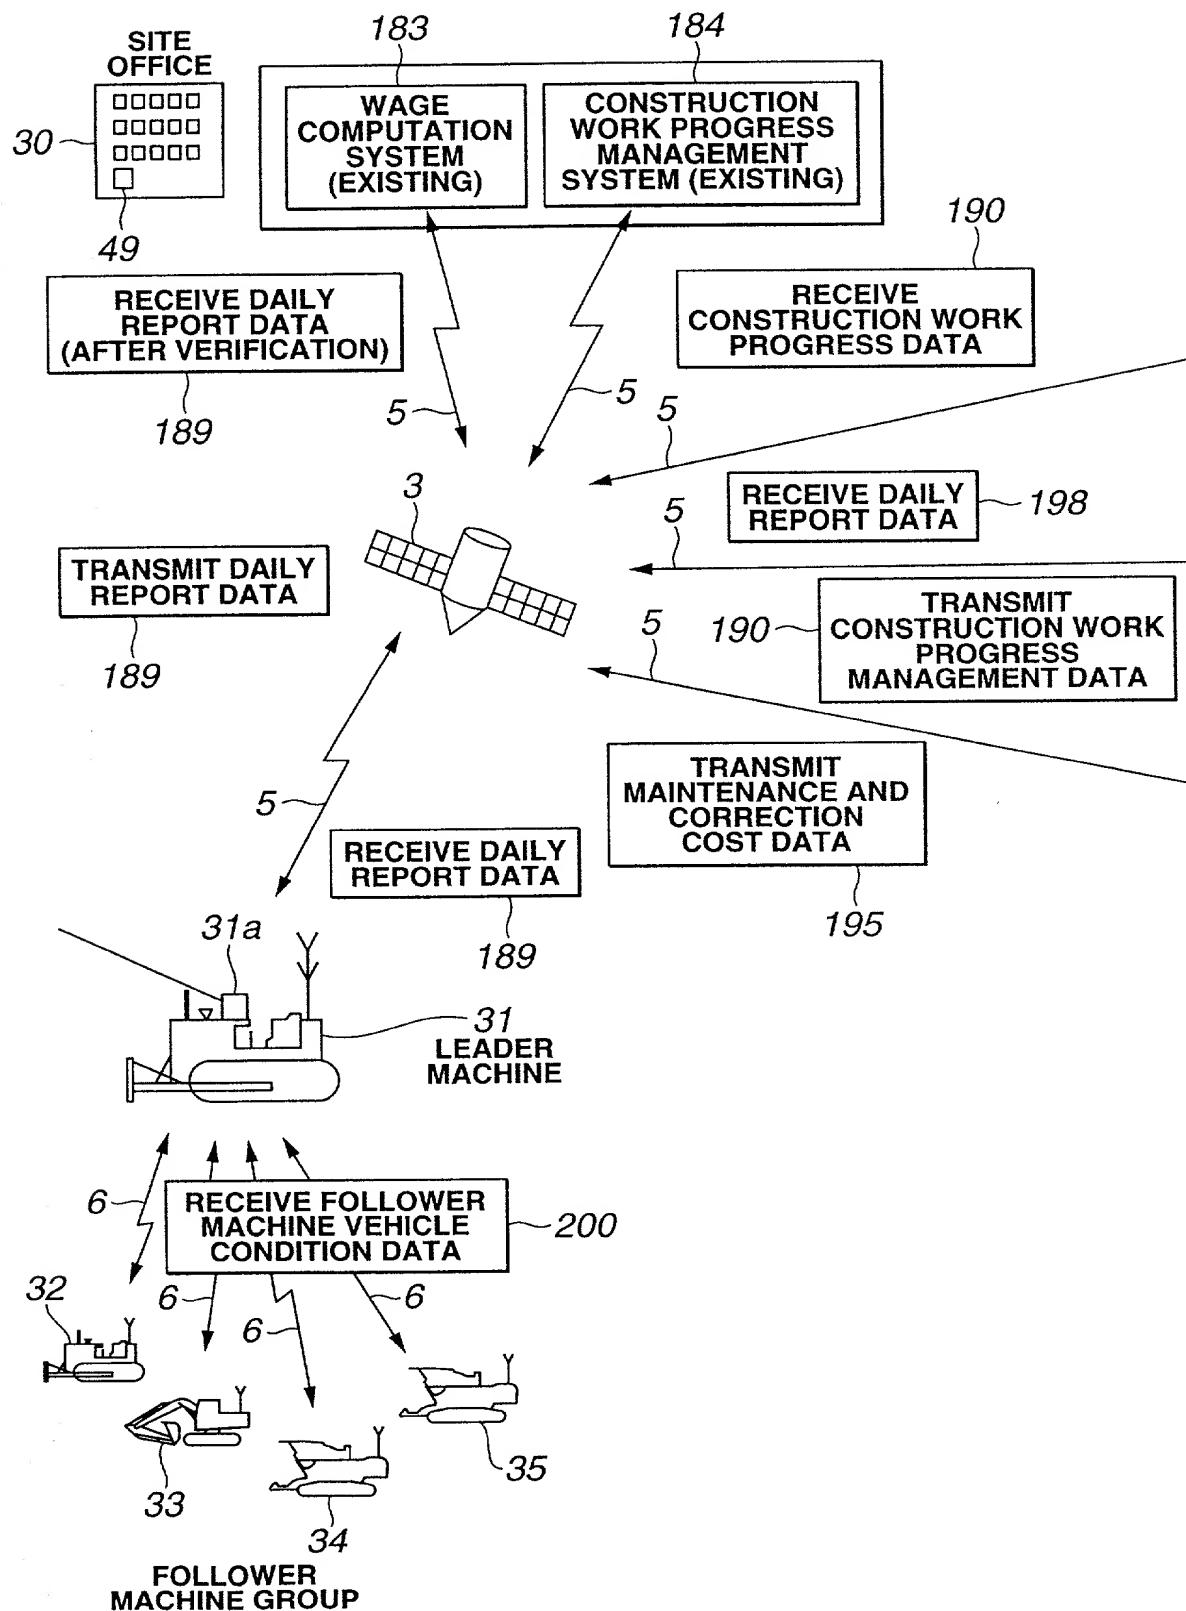 183
184
SITE
OFFICE
WAGE
COMPUTATION
SYSTEM
(EXISTING)
CONSTRUCTION
WORK PROGRESS
MANAGEMENT
SYSTEM (EXISTING)
30
49
190
RECEIVE DAILY
REPORT DATA
(AFTER VERIFICATION)
RECEIVE
CONSTRUCTION WORK
PROGRESS DATA
189
5
5
5
3
RECEIVE DAILY
REPORT DATA
198
5
TRANSMIT DAILY
REPORT DATA
189
5
190
TRANSMIT
CONSTRUCTION WORK
PROGRESS
MANAGEMENT DATA
TRANSMIT
MAINTENANCE AND
CORRECTION
COST DATA
195
5
RECEIVE DAILY
REPORT DATA
189
31a
31
LEADER
MACHINE
6
RECEIVE FOLLOWER
MACHINE VEHICLE
CONDITION DATA
200
32
6
6
6
33
34
35
FOLLOWER
MACHINE GROUP